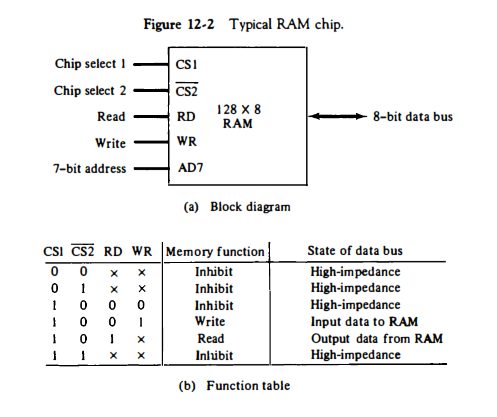 Figure 12-2 Typical RAM chip.
Chip select 1 CS1
Chip select 2 C̅S̅2̅
Read RD
128 × 8
RAM
8-bit data bus
Write WR
7-bit address AD7
(a) Block diagram
CS1 C̅S̅2̅ RD WR Memory function State of data bus
0 0 × × Inhibit High-impedance
0 1 × × Inhibit High-impedance
1 0 0 0 Inhibit High-impedance
1 0 0 1 Write Input data to RAM
1 0 1 × Read Output data from RAM
1 1 × × Inhibit High-impedance
(b) Function table